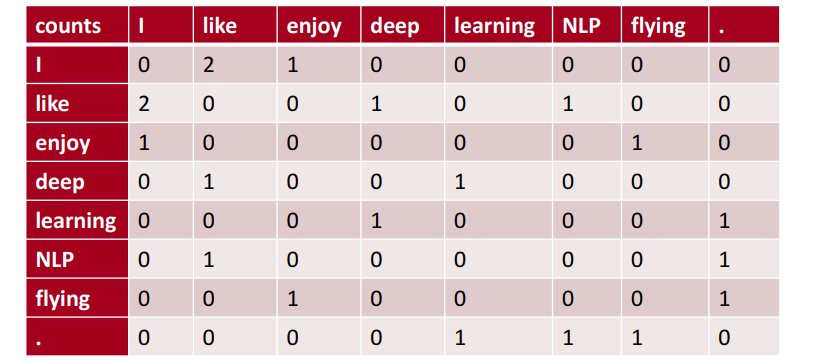 counts I like enjoy deep learning NLP flying .
I 0 2 1 0 0 0 0 0
like 2 0 0 1 0 1 0 0
enjoy 1 0 0 0 0 0 1 0
deep 0 1 0 0 1 0 0 0
learning 0 0 0 1 0 0 0 1
NLP 0 1 0 0 0 0 0 1
flying 0 0 1 0 0 0 0 1
. 0 0 0 0 1 1 1 0